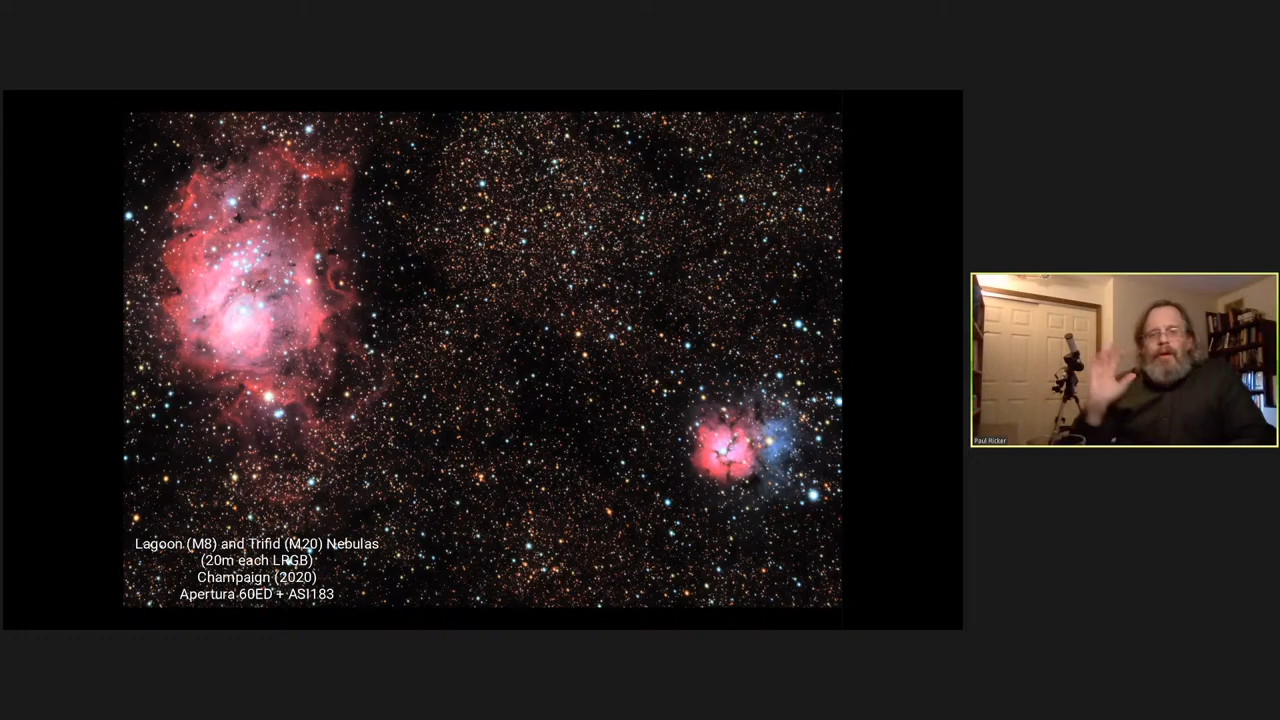 Lagoon (M8) and Trifid (M20) Nebulas
(20m each LRGB)
Champaign (2020)
Apertura 60ED + ASI183
Paul Ricker